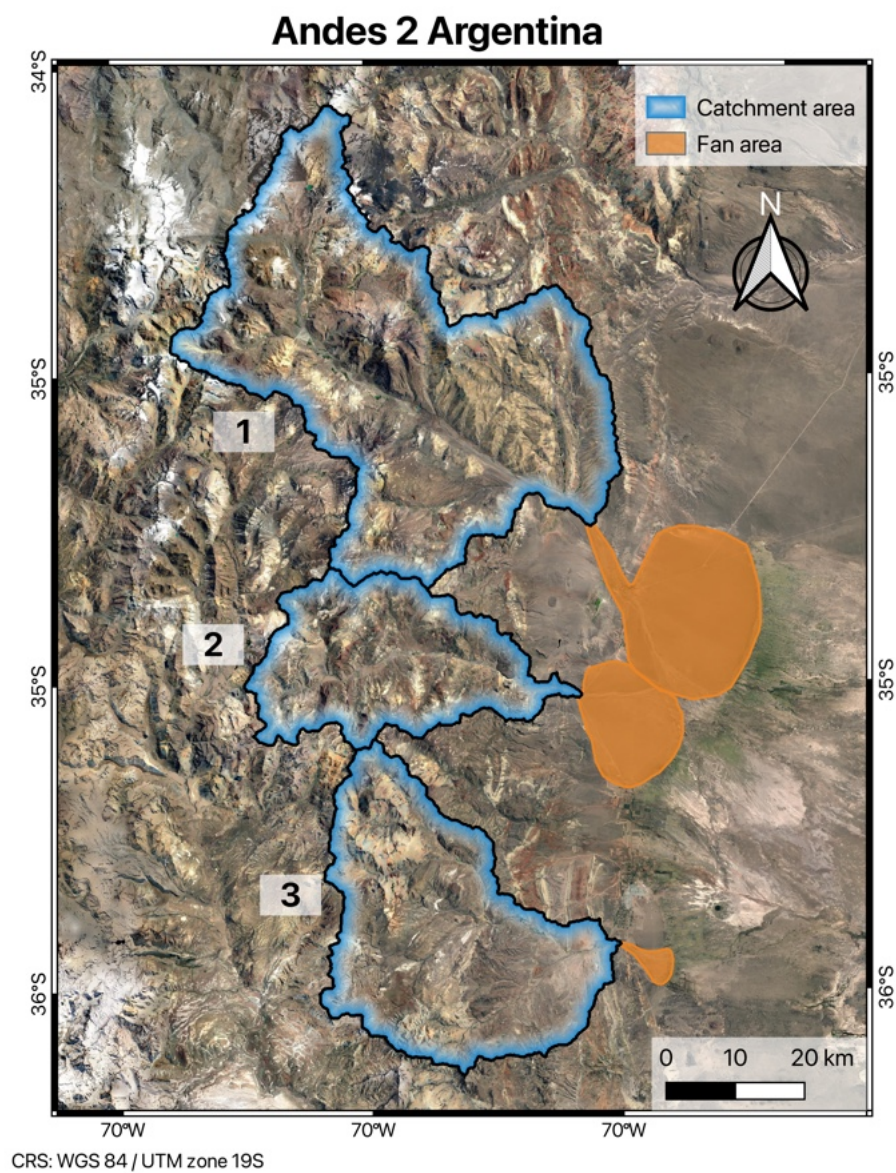 Andes 2 Argentina
34°S
Catchment area
Fan area
N
35°S
35°S
1
2
35°S
35°S
3
36°S
36°S
0 10 20 km
70°W
70°W
70°W
CRS: WGS 84 / UTM zone 19S